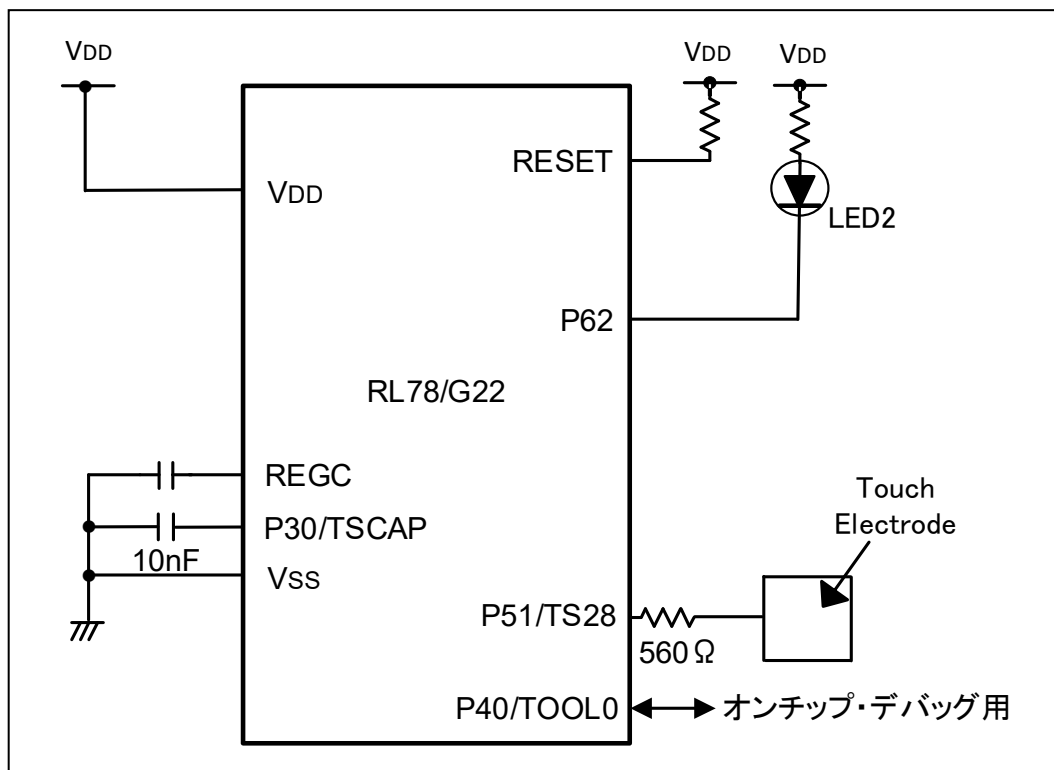 VDD
VDD
VDD
RESET
VDD
LED2
P62
RL78/G22
REGC
P30/TSCAP
10nF
VSS
Touch
Electrode
P51/TS28
560Ω
P40/TOOL0
オンチップ・デバッグ用